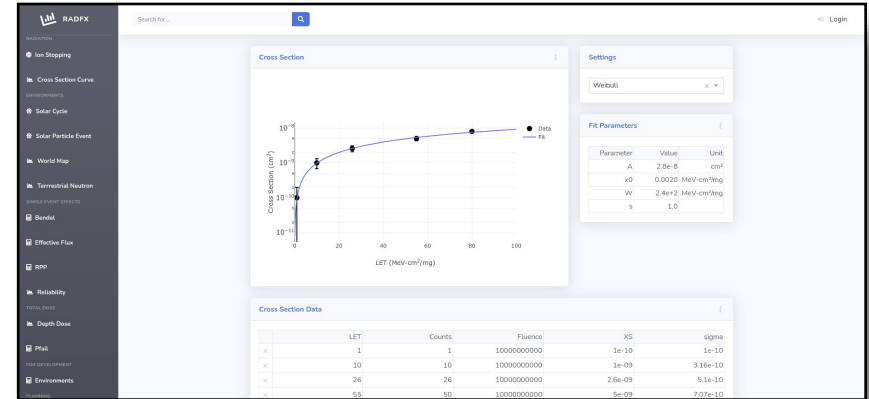 RADFX
Search for...
Login
RADIATION
Ion Stopping
Cross Section Curve
ENVIRONMENTS
Solar Cycle
Solar Particle Event
World Map
Terrrestrial Neutron
SINGLE EVENT EFFECTS
Bendel
Effective Flux
RPP
Reliability
TOTAL DOSE
Depth Dose
Pfail
FOR DEVELOPMENT
Environments
PLANNING
Cross Section
10⁻⁸
10⁻⁹
10⁻¹⁰
10⁻¹¹
Cross Section (cm²)
0 20 40 60 80 100
LET (MeV-cm²/mg)
Data
Fit
Settings
Weibull
Fit Parameters
Parameter Value Unit
A 2.8e-8 cm²
x0 0.0020 MeV-cm²/mg
W 2.4e+2 MeV-cm²/mg
s 1.0
Cross Section Data
LET Counts Fluence XS sigma
× 1 1 10000000000 1e-10 1e-10
× 10 10 10000000000 1e-09 3.16e-10
× 26 26 10000000000 2.6e-09 5.1e-10
× 55 50 10000000000 5e-09 7.07e-10